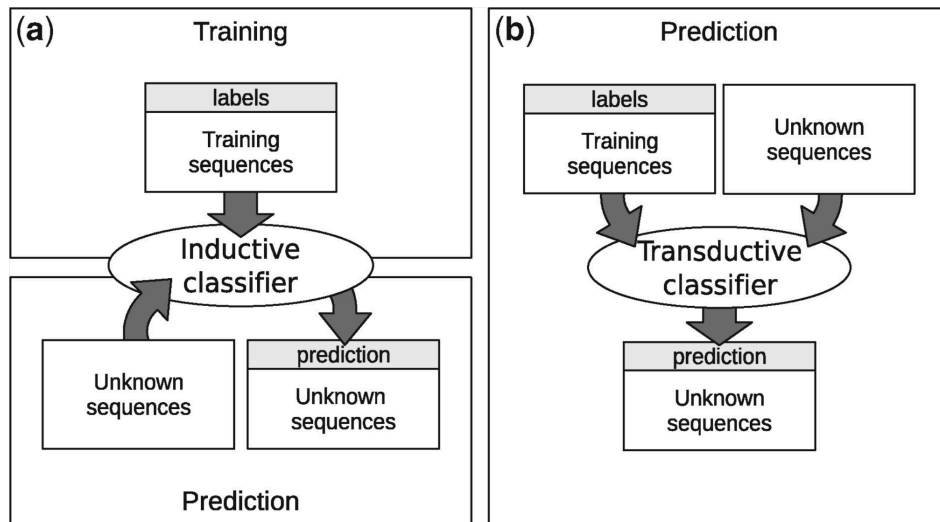 (a)
Training
labels
Training
sequences
Inductive
classifier
Unknown
sequences
prediction
Unknown
sequences
Prediction
(b)
Prediction
labels
Training
sequences
Unknown
sequences
Transductive
classifier
prediction
Unknown
sequences